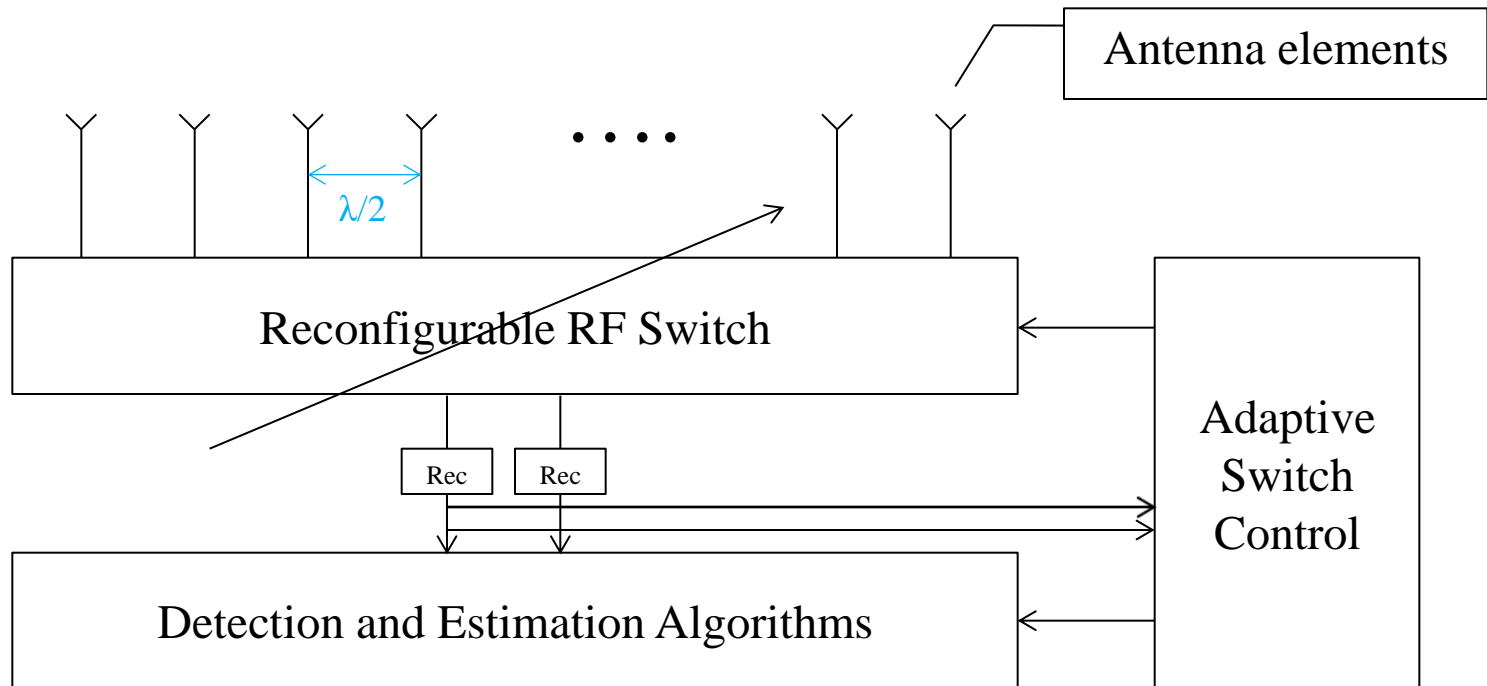 Antenna elements
λ/2
Reconfigurable RF Switch
Rec
Rec
Adaptive
Switch
Control
Detection and Estimation Algorithms